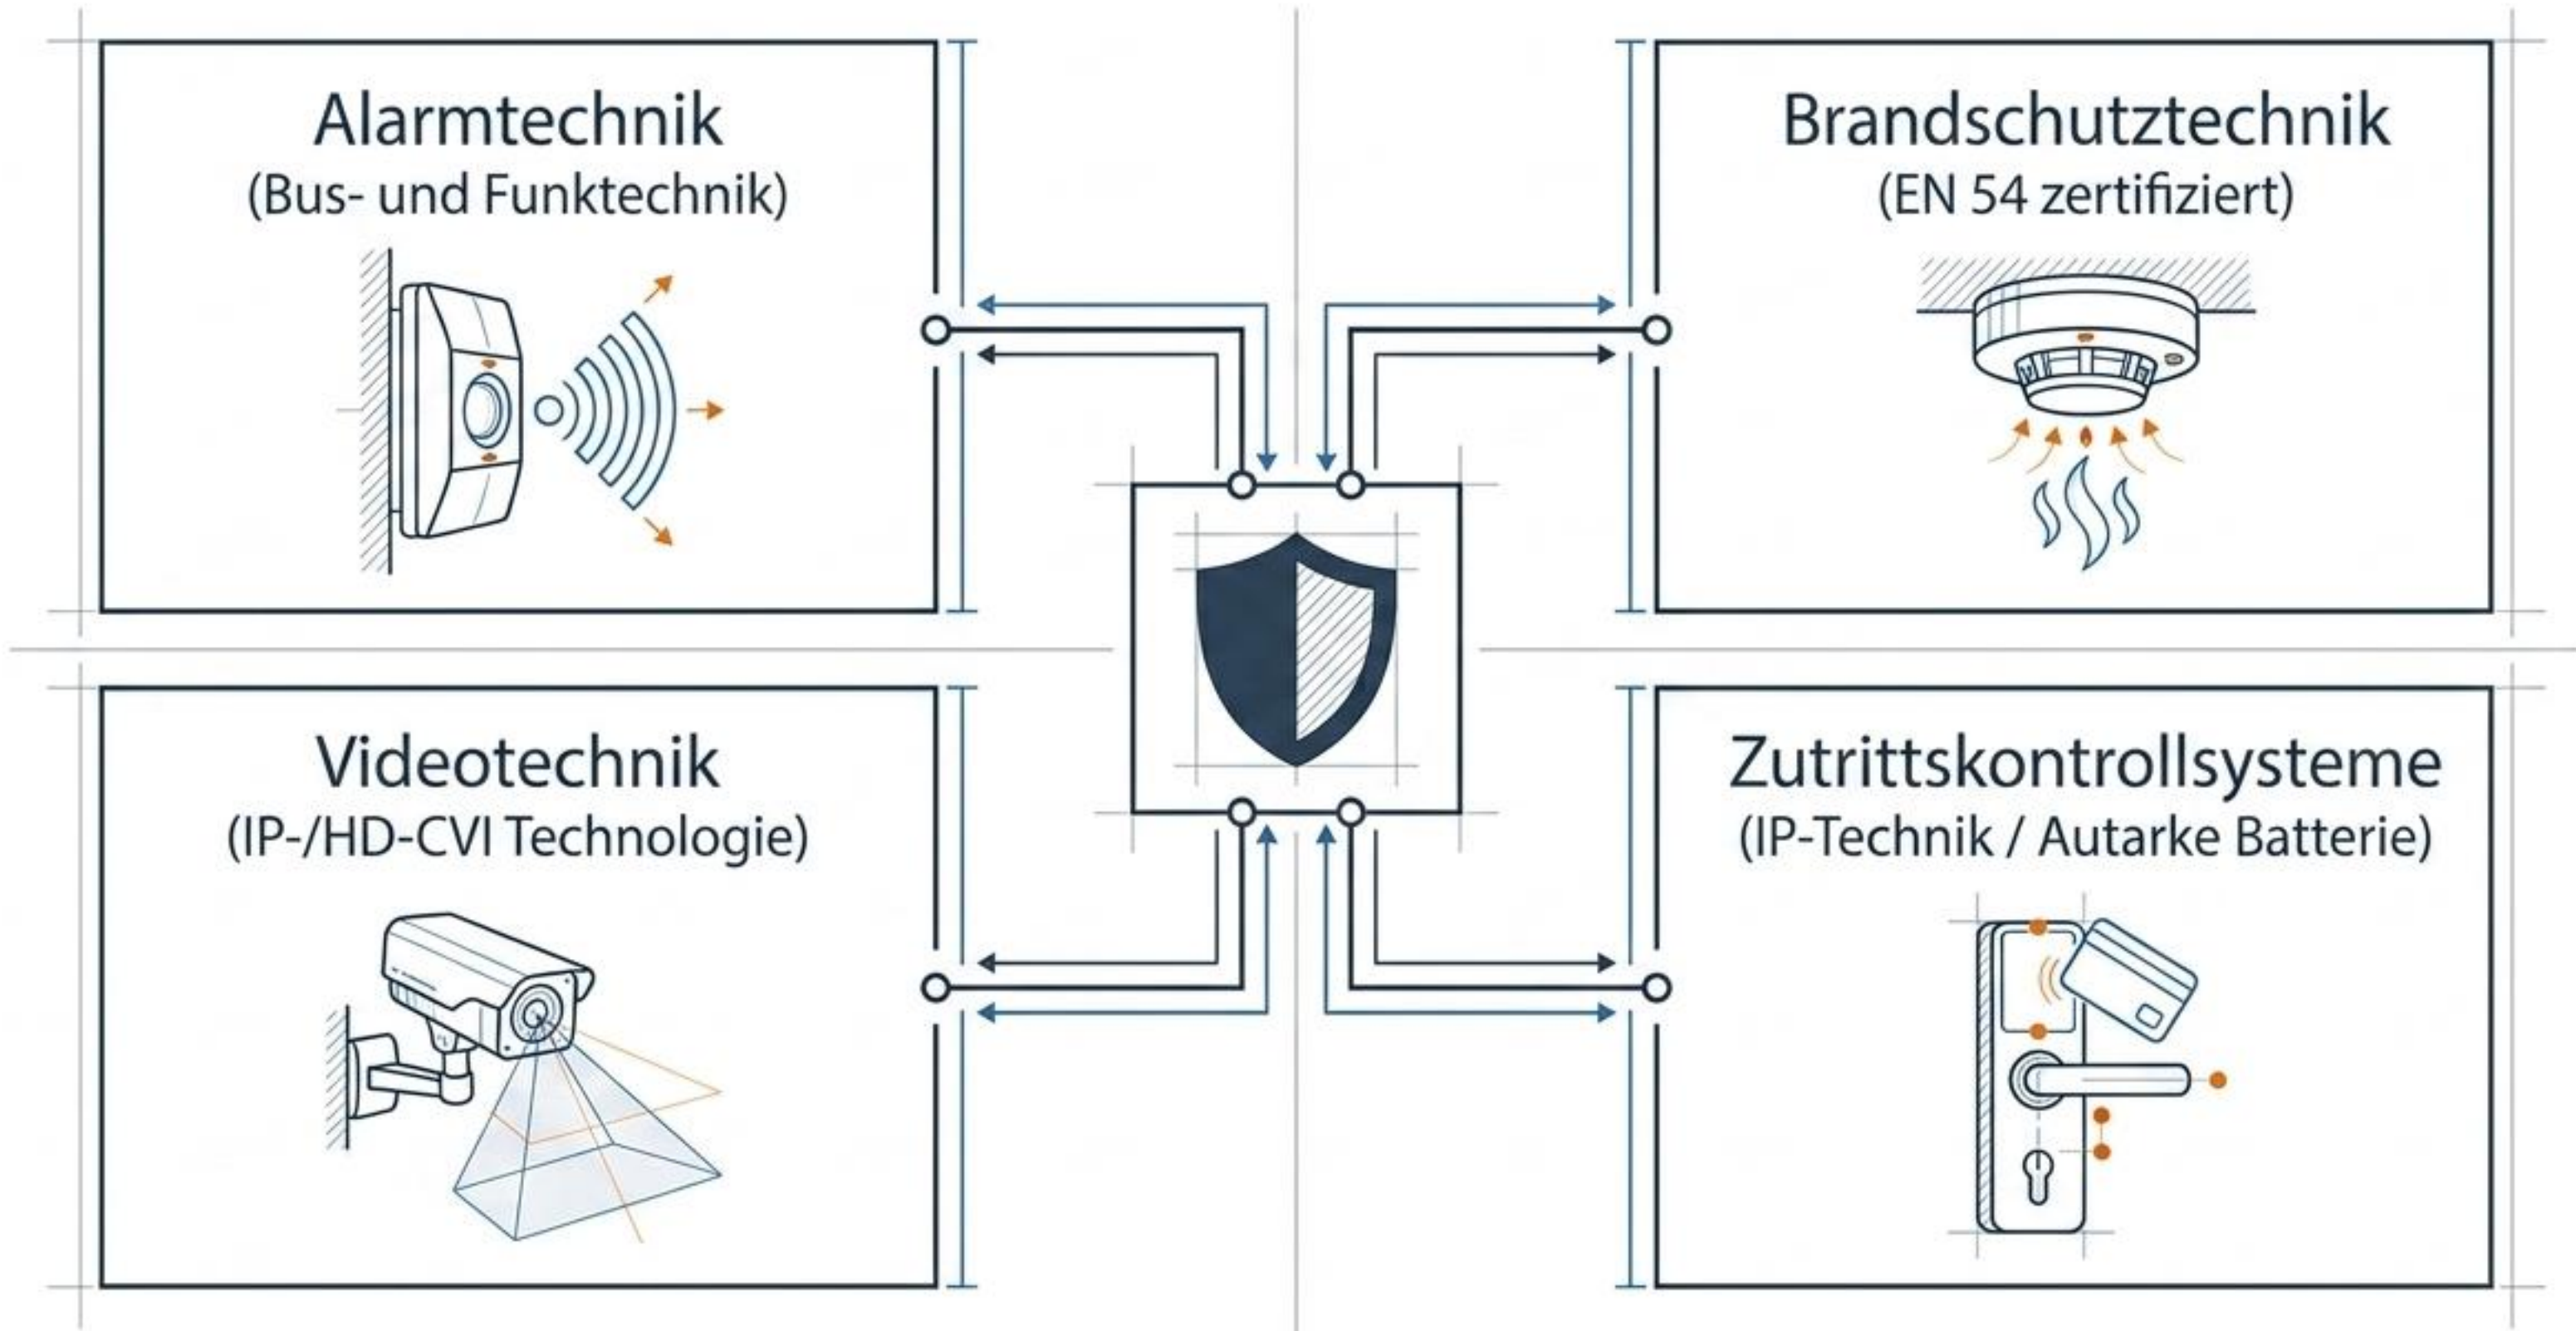 Alarmtechnik
(Bus- und Funktechnik)
Brandschutztechnik
(EN 54 zertifiziert)
Videotechnik
(IP-/HD-CVI Technologie)
Zutrittskontrollsysteme
(IP-Technik / Autarke Batterie)